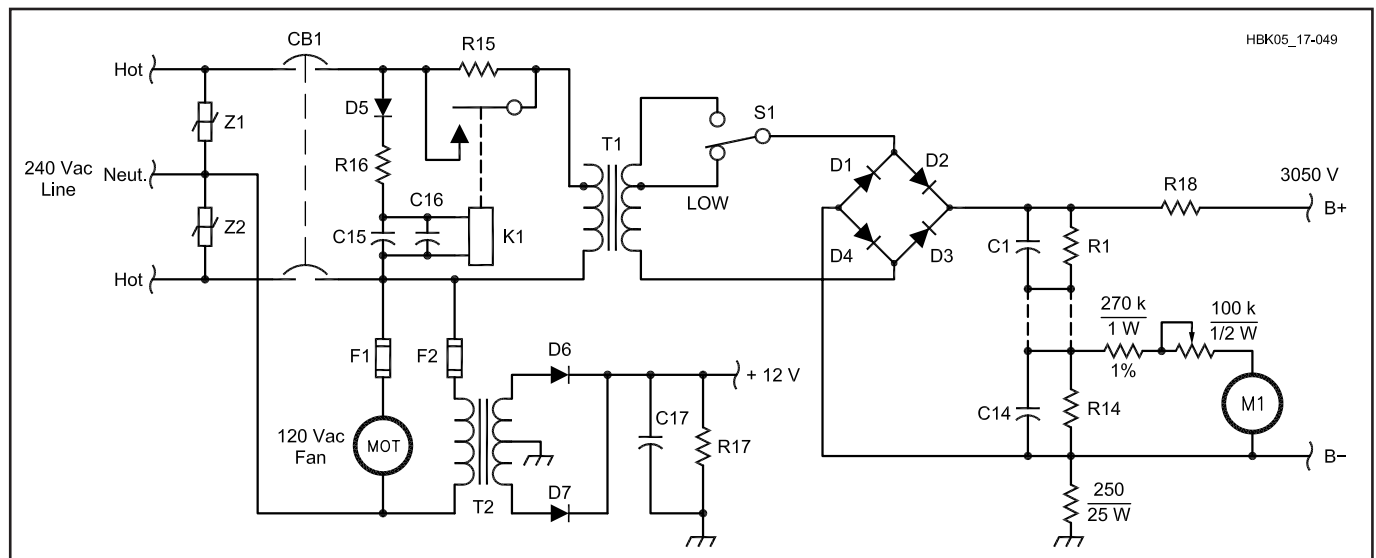 HBK05_17-049
CB1
R15
Hot
D5
Z1
R16
T1
S1
D1
D2
240 Vac
Line
Neut.
C16
LOW
R18
3050 V
B+
Z2
C15
K1
D4
D3
C1
R1
Hot
270 k
1 W
1%
100 k
1/2 W
F1
F2
D6
+ 12 V
C14
R14
M1
120 Vac
Fan
MOT
C17
R17
B–
T2
D7
250
25 W